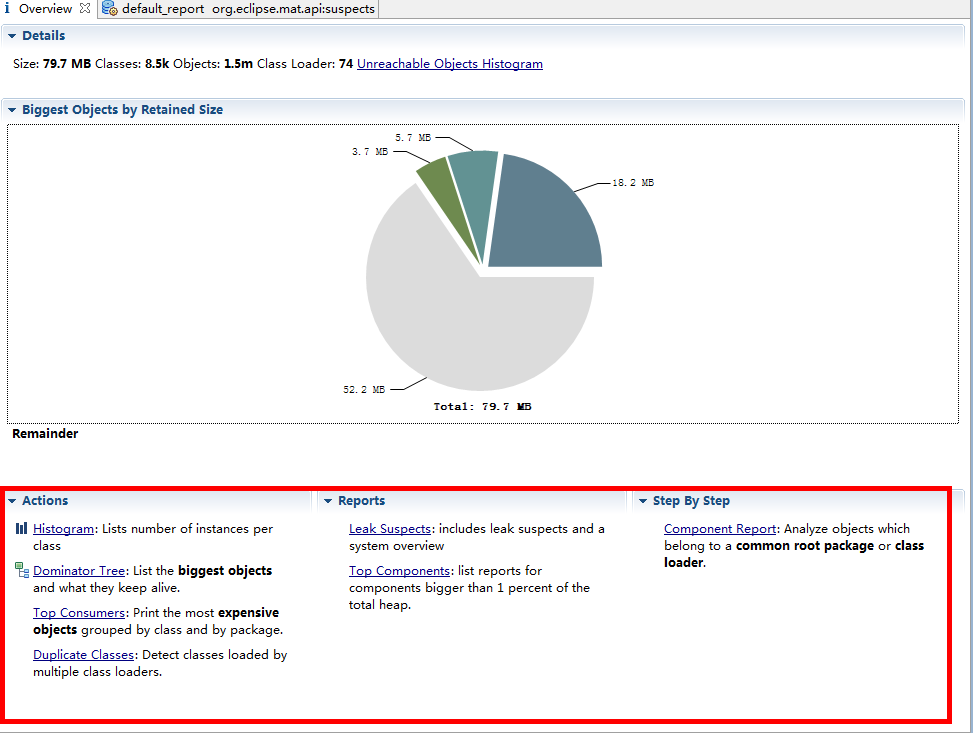 Overview
default_report org.eclipse.mat.api:suspects
Details
Size: 79.7 MB Classes: 8.5k Objects: 1.5m Class Loader: 74 Unreachable Objects Histogram
Biggest Objects by Retained Size
5.7 MB
3.7 MB
18.2 MB
52.2 MB
Total: 79.7 MB
Remainder
Actions
Histogram: Lists number of instances per
class
Dominator Tree: List the biggest objects
and what they keep alive.
Top Consumers: Print the most expensive
objects grouped by class and by package.
Duplicate Classes: Detect classes loaded by
multiple class loaders.
Reports
Leak Suspects: includes leak suspects and a
system overview
Top Components: list reports for
components bigger than 1 percent of the
total heap.
Step By Step
Component Report: Analyze objects which
belong to a common root package or class
loader.